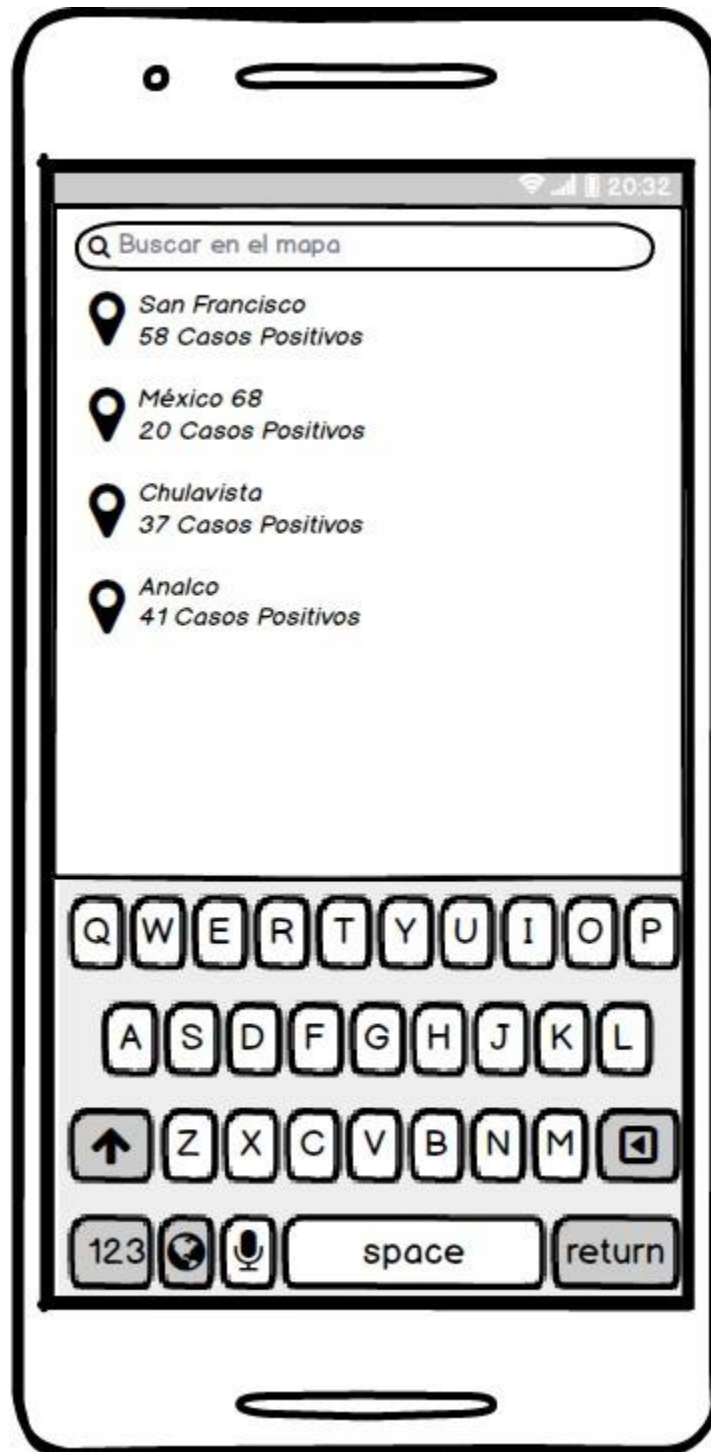 20:32
Buscar en el mapa
San Francisco
58 Casos Positivos
México 68
20 Casos Positivos
Chulavista
37 Casos Positivos
Analco
41 Casos Positivos
Q W E R T Y U I O P
A S D F G H J K L
Z X C V B N M
123 space return